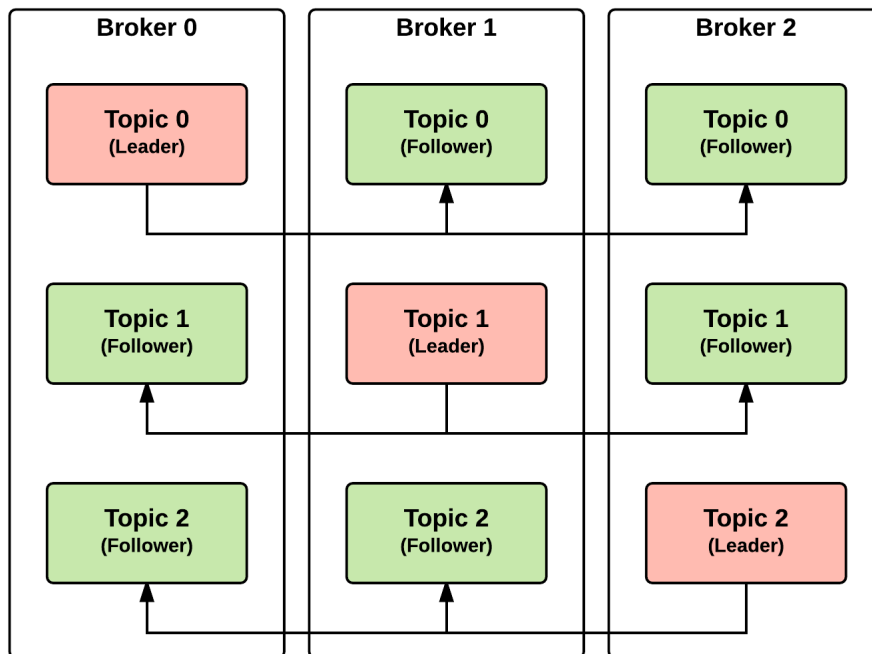 Broker 0
Broker 1
Broker 2
Topic 0
(Leader)
Topic 0
(Follower)
Topic 0
(Follower)
Topic 1
(Follower)
Topic 1
(Leader)
Topic 1
(Follower)
Topic 2
(Follower)
Topic 2
(Follower)
Topic 2
(Leader)